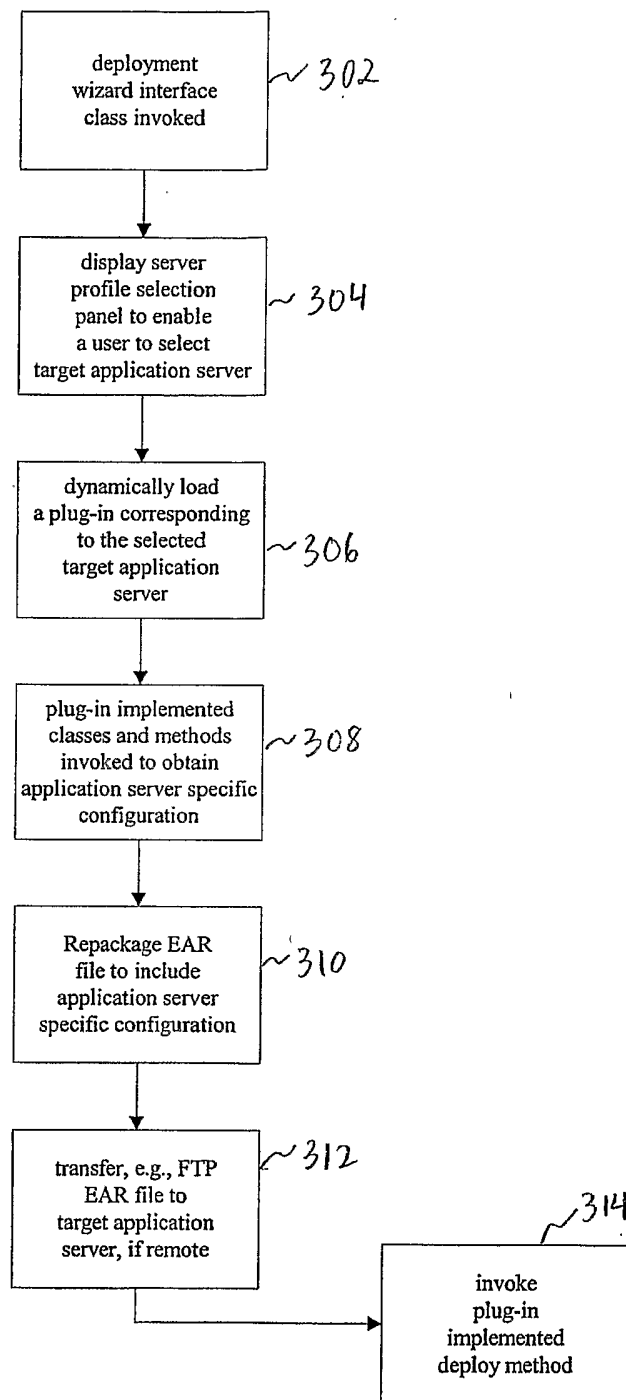 deployment
wizard interface
class invoked
302
display server
profile selection
panel to enable
a user to select
target application server
304
dynamically load
a plug-in corresponding
to the selected
target application
server
306
plug-in implemented
classes and methods
invoked to obtain
application server specific
configuration
308
Repackage EAR
file to include
application server
specific configuration
310
transfer, e.g., FTP
EAR file to
target application
server, if remote
312
314
invoke
plug-in
implemented
deploy method